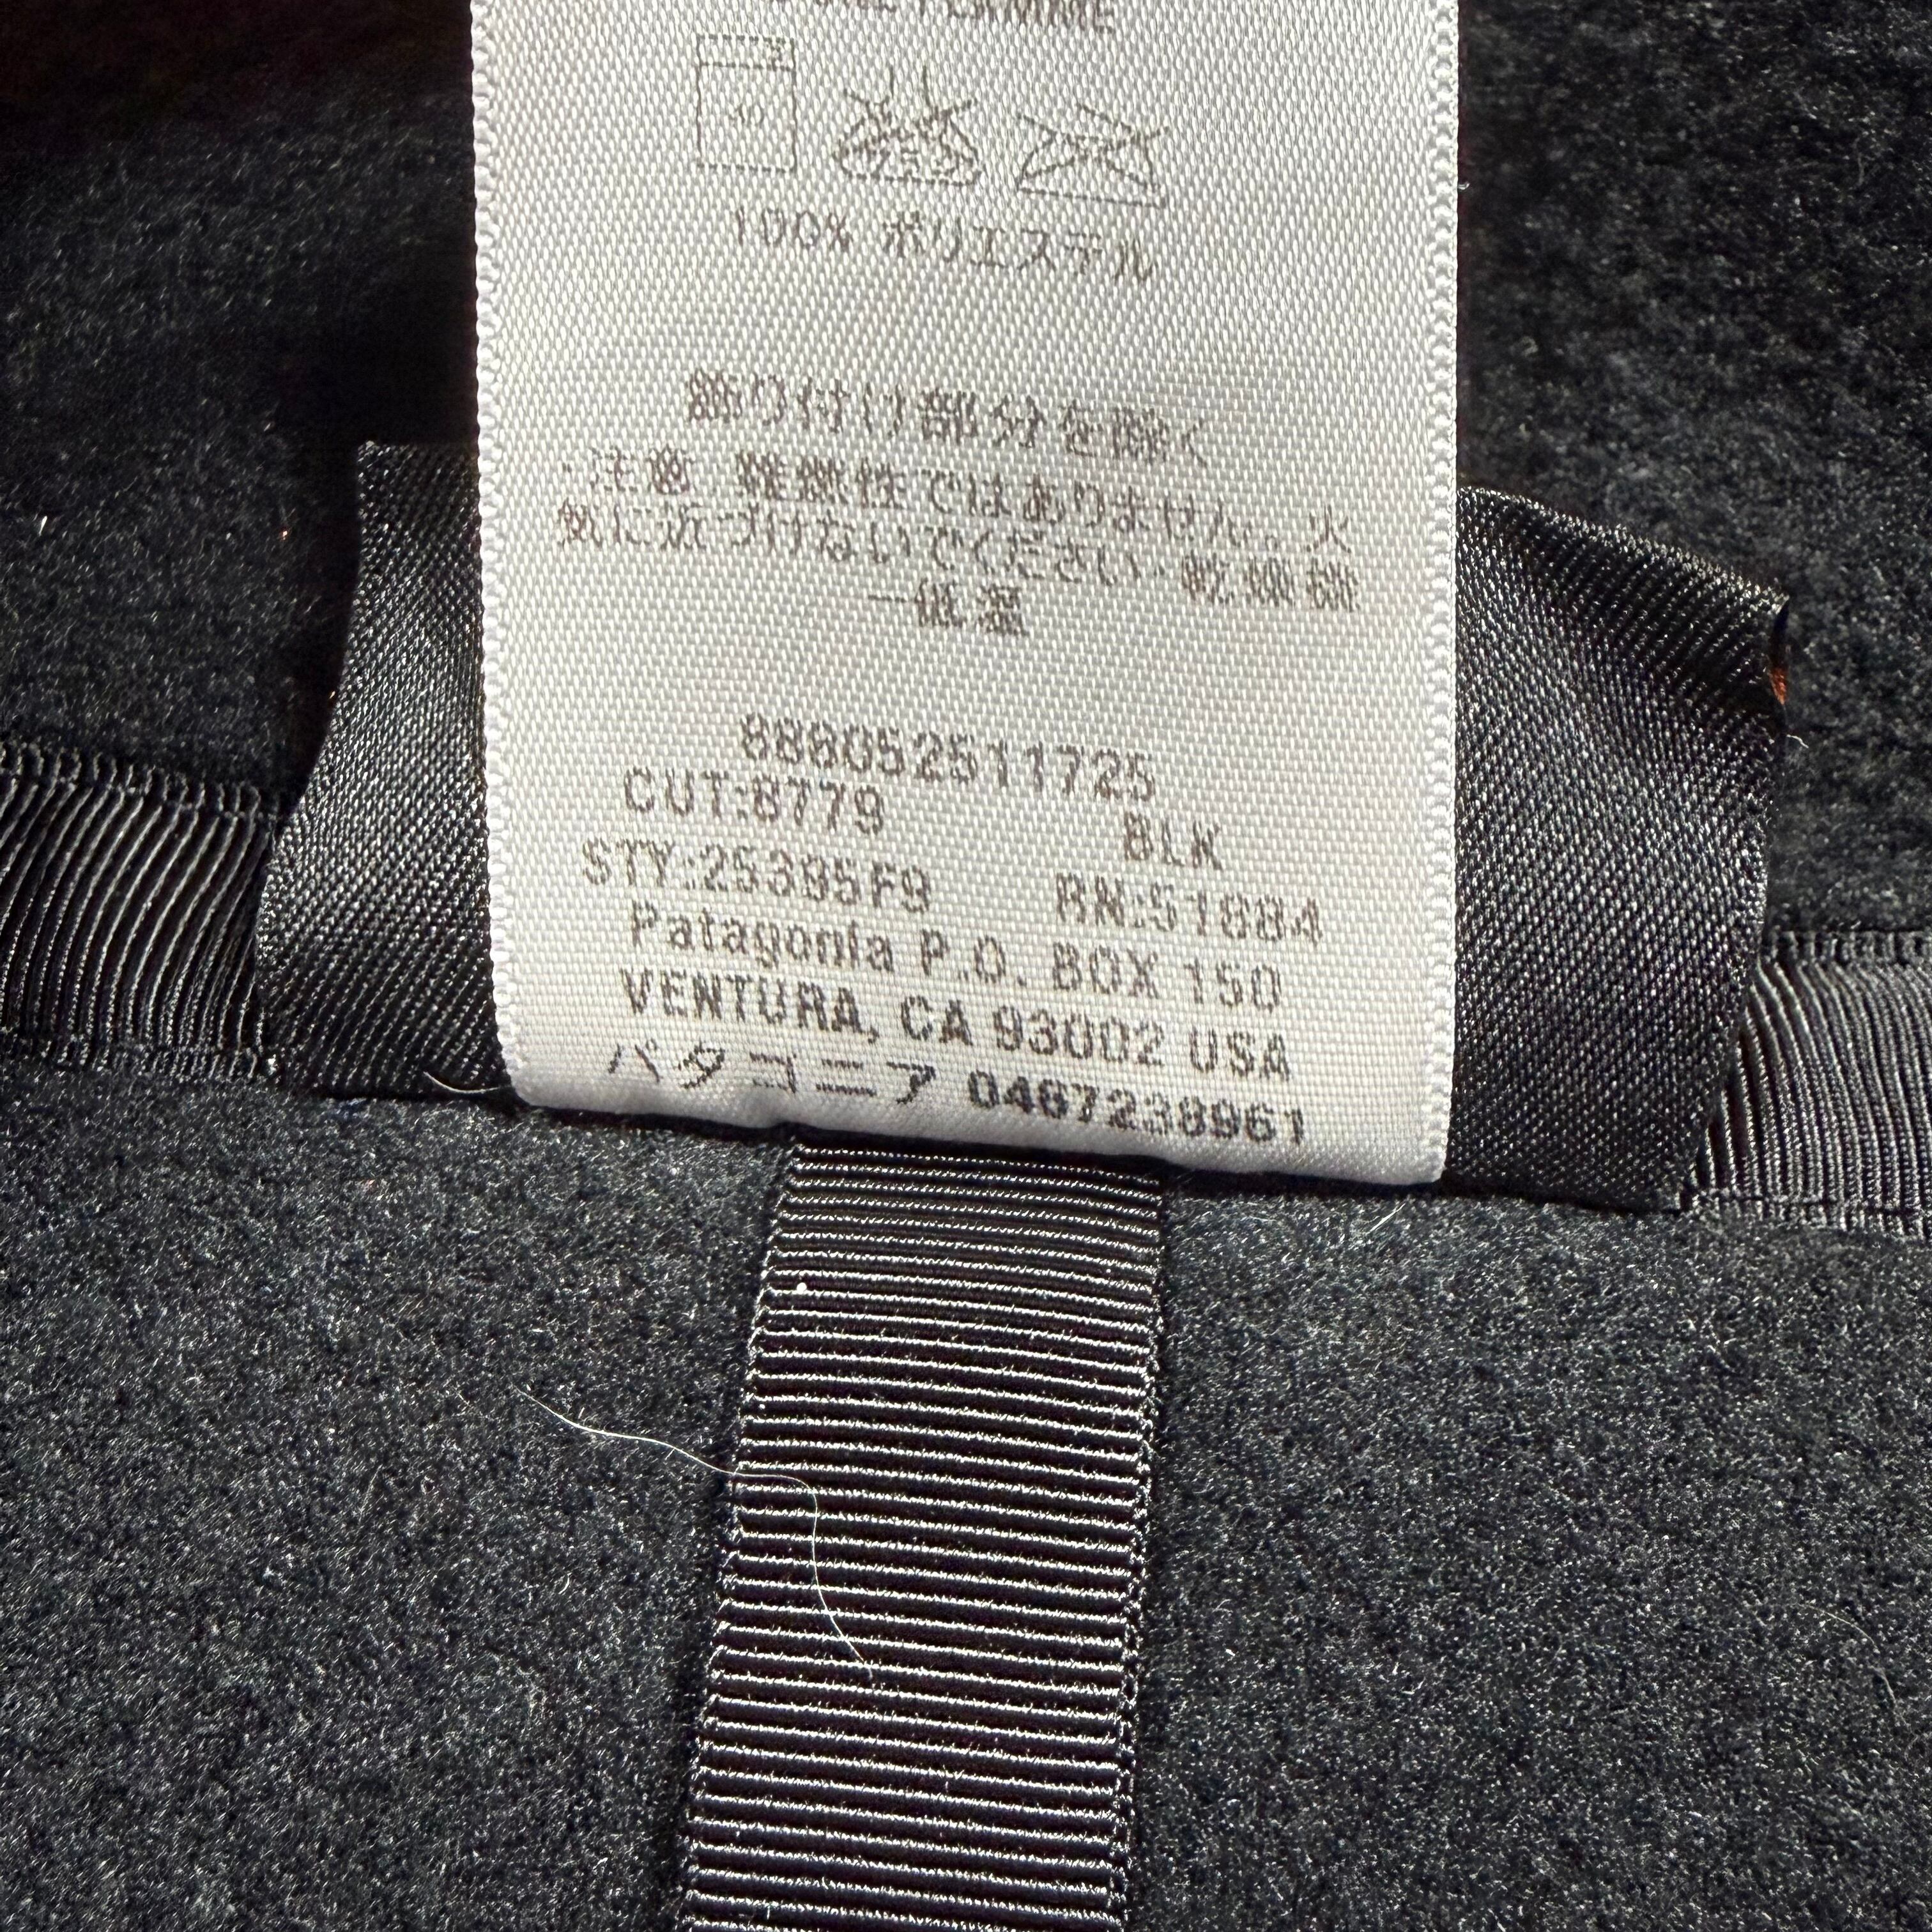 40
100% ポリエステル
飾り付け部分を除く
注意 難燃性ではありません。火
気に近づけないでください。乾燥機
一低温
888052511725
CUT:8779 BLK
STY:25395F9 RN:51884
Patagonia P.O. BOX 150
VENTURA, CA 93002 USA
パタゴニア 0467238961